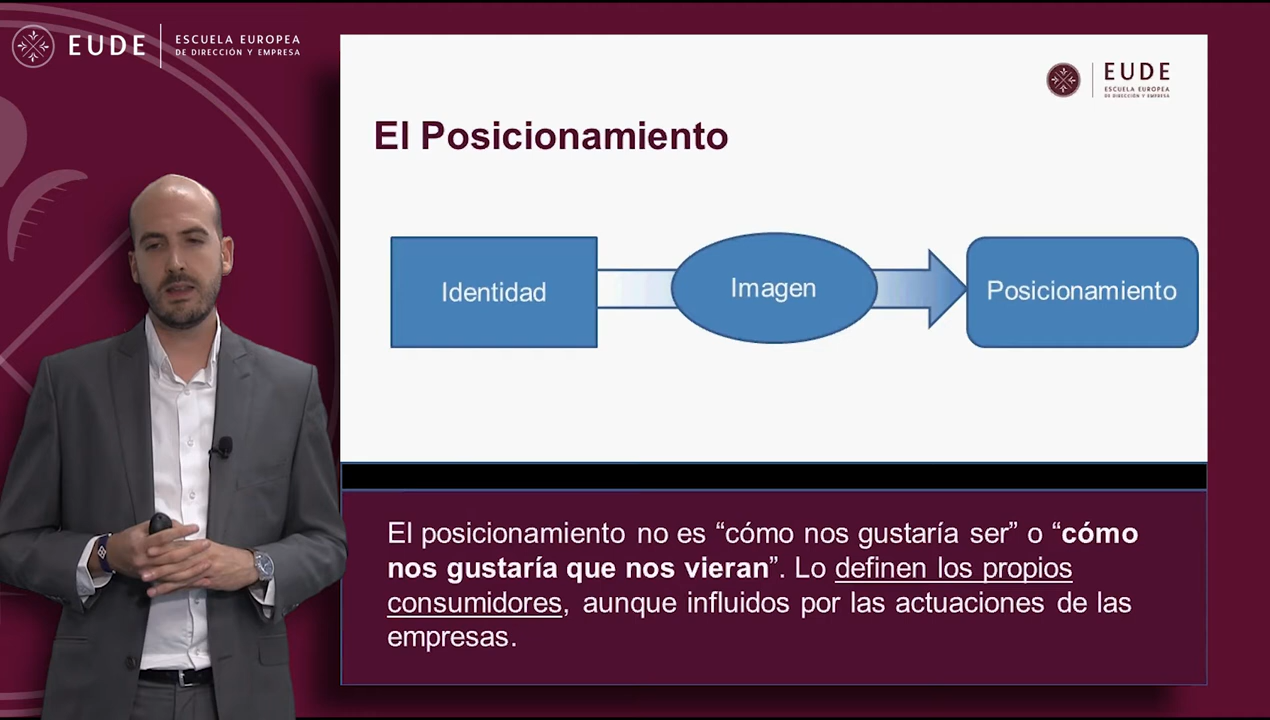 EUDE
ESCUELA EUROPEA
DE DIRECCIÓN Y EMPRESA
EUDE
ESCUELA EUROPEA
DE DIRECCIÓN Y EMPRESA
El Posicionamiento
Identidad
Imagen
Posicionamiento
El posicionamiento no es “cómo nos gustaría ser” o “cómo
nos gustaría que nos vieran”. Lo definen los propios
consumidores, aunque influidos por las actuaciones de las
empresas.